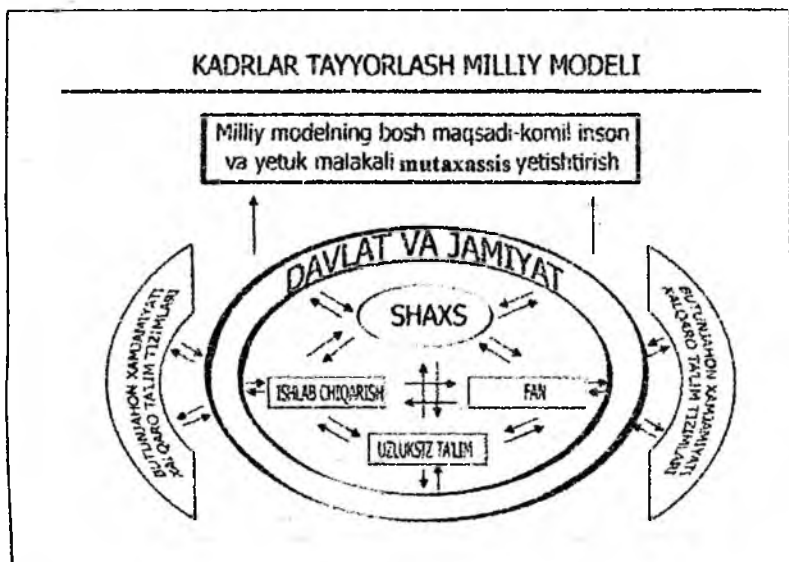 KADRLAR TAYYORLASH MILLIY MODELI
Milliy modelning bosh maqsadi-komil inson
va yetuk malakali mutaxassis yetishtirish
DAVLAT VA JAMIYAT
SHAXS
ISHLAB CHIQARISH
FAN
UZLUKSIZ TA'LIM
BUTUNJAHON XAMJAMIYATI
XALQARO TA'LIM TIZIMLARI
BUTUNJAHON XAMJAMIYATI
XALQARO TA'LIM TIZIMLARI